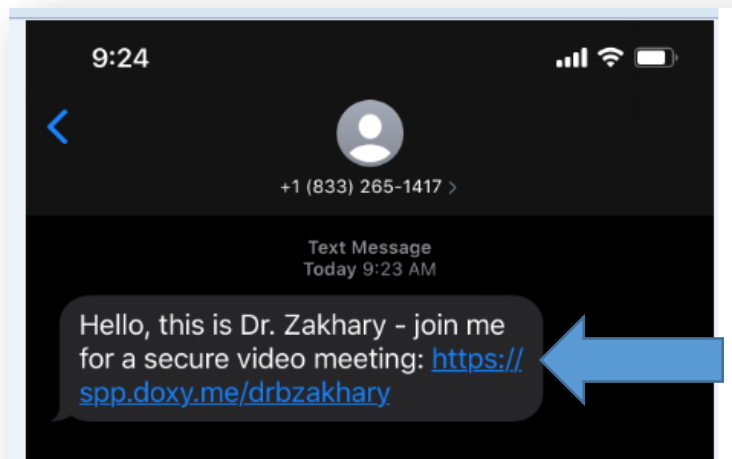 9:24
+1 (833) 265-1417 >
Text Message
Today 9:23 AM
Hello, this is Dr. Zakhary - join me
for a secure video meeting: https://
spp.doxy.me/drbzakhary